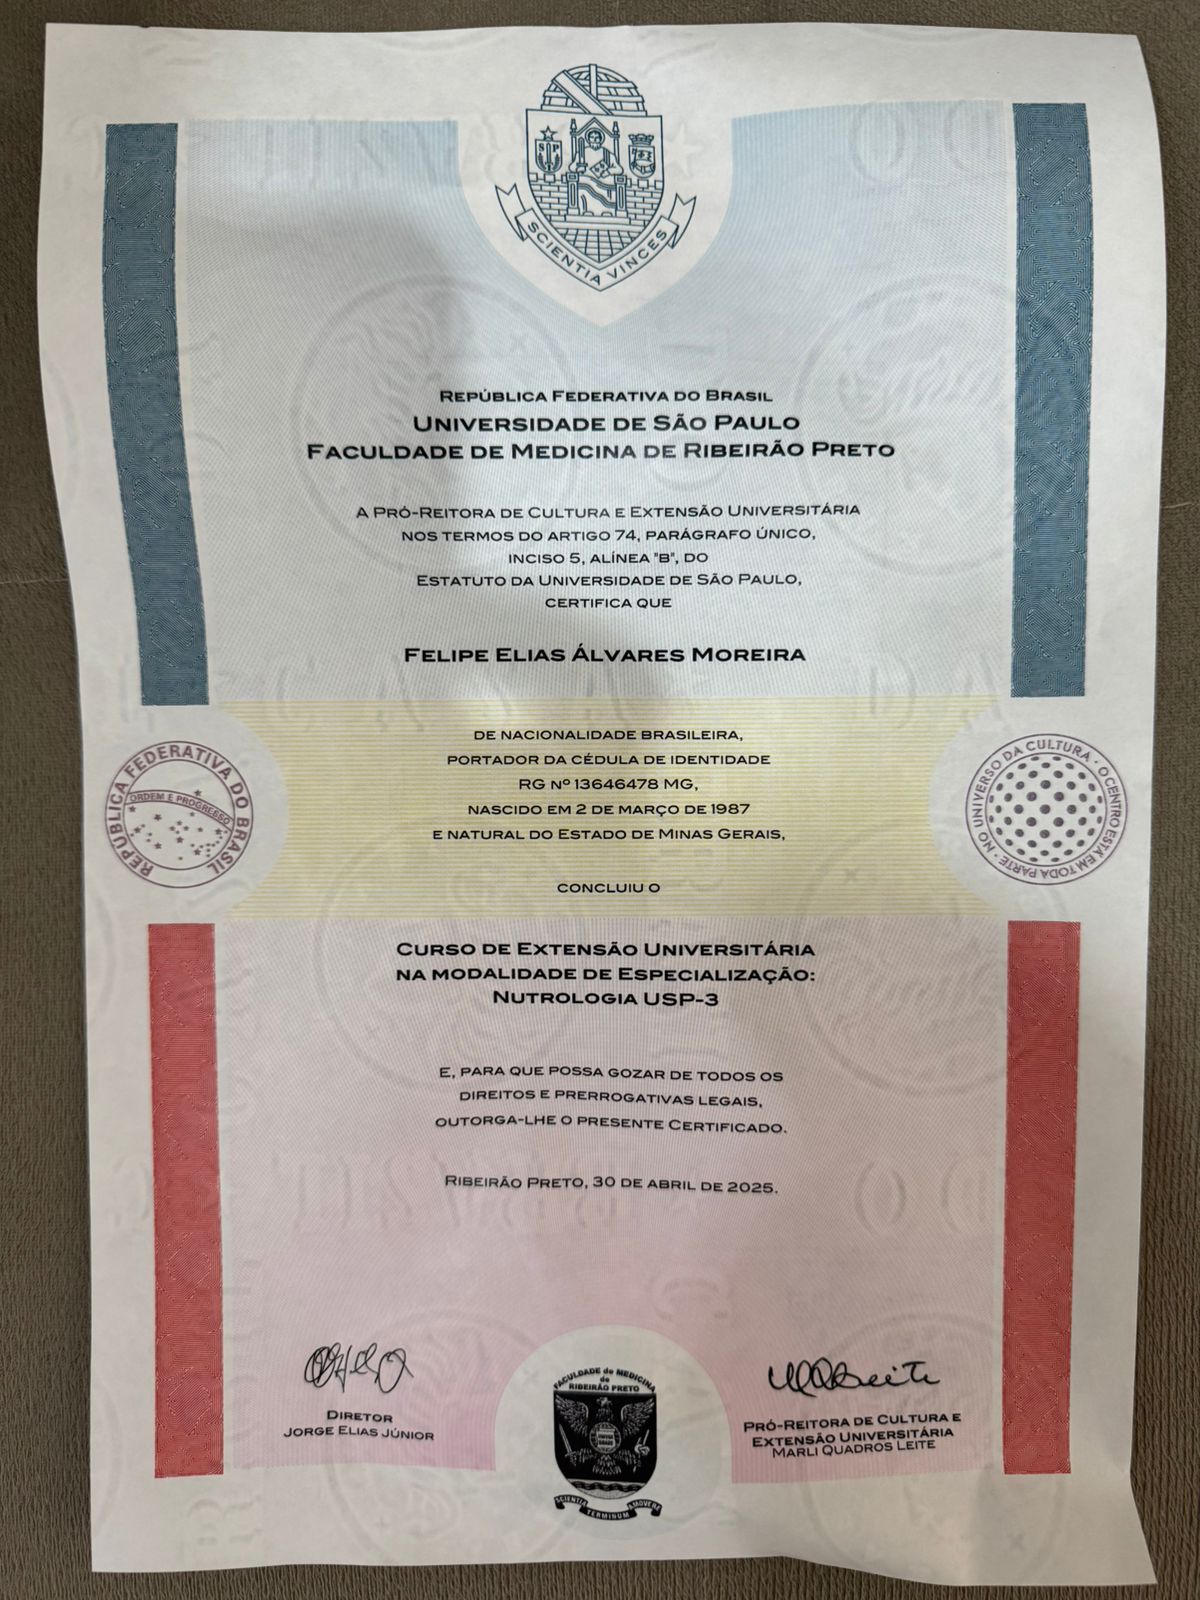 SP
SCIENTIA VINCES
REPÚBLICA FEDERATIVA DO BRASIL
UNIVERSIDADE DE SÃO PAULO
FACULDADE DE MEDICINA DE RIBEIRÃO PRETO
A PRÓ-REITORA DE CULTURA E EXTENSÃO UNIVERSITÁRIA
NOS TERMOS DO ARTIGO 74, PARÁGRAFO ÚNICO,
INCISO 5, ALÍNEA "B", DO
ESTATUTO DA UNIVERSIDADE DE SÃO PAULO,
CERTIFICA QUE
FELIPE ELIAS ÁLVARES MOREIRA
DE NACIONALIDADE BRASILEIRA,
PORTADOR DA CÉDULA DE IDENTIDADE
RG Nº 13646478 MG,
NASCIDO EM 2 DE MARÇO DE 1987
E NATURAL DO ESTADO DE MINAS GERAIS,
REPÚBLICA FEDERATIVA DO BRASIL
ORDEM E PROGRESSO
NO UNIVERSO DA CULTURA · O CENTRO ESTÁ EM TODA PARTE ·
CONCLUIU O
CURSO DE EXTENSÃO UNIVERSITÁRIA
NA MODALIDADE DE ESPECIALIZAÇÃO:
NUTROLOGIA USP-3
E, PARA QUE POSSA GOZAR DE TODOS OS
DIREITOS E PRERROGATIVAS LEGAIS,
OUTORGA-LHE O PRESENTE CERTIFICADO.
RIBEIRÃO PRETO, 30 DE ABRIL DE 2025.
DIRETOR
JORGE ELIAS JÚNIOR
FACULDADE de MEDICINA
de
RIBEIRÃO PRETO
SCIENTIA TERMINUM AMOVERE
PRÓ-REITORA DE CULTURA E
EXTENSÃO UNIVERSITÁRIA
MARLI QUADROS LEITE